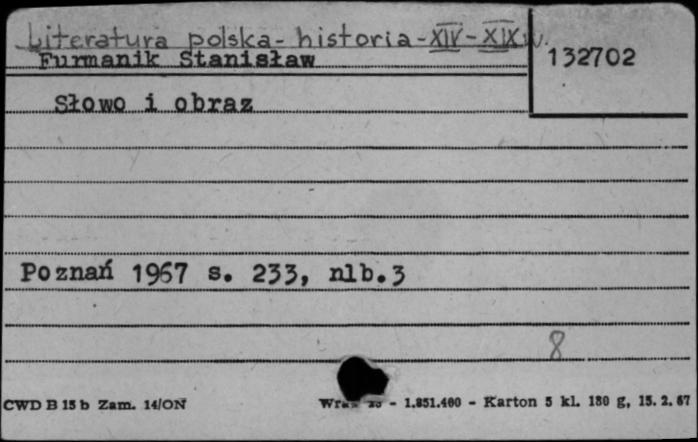 Literatura polska - historia - XIV - XIX w.
132702
Furmanik Stanisław
Słowo i obraz
Poznań 1967 s. 233, nlb.3
8
CWD B 15 b Zam. 14/ON
- 1.851.400 - Karton 5 kl. 180 g, 15. 2. 67